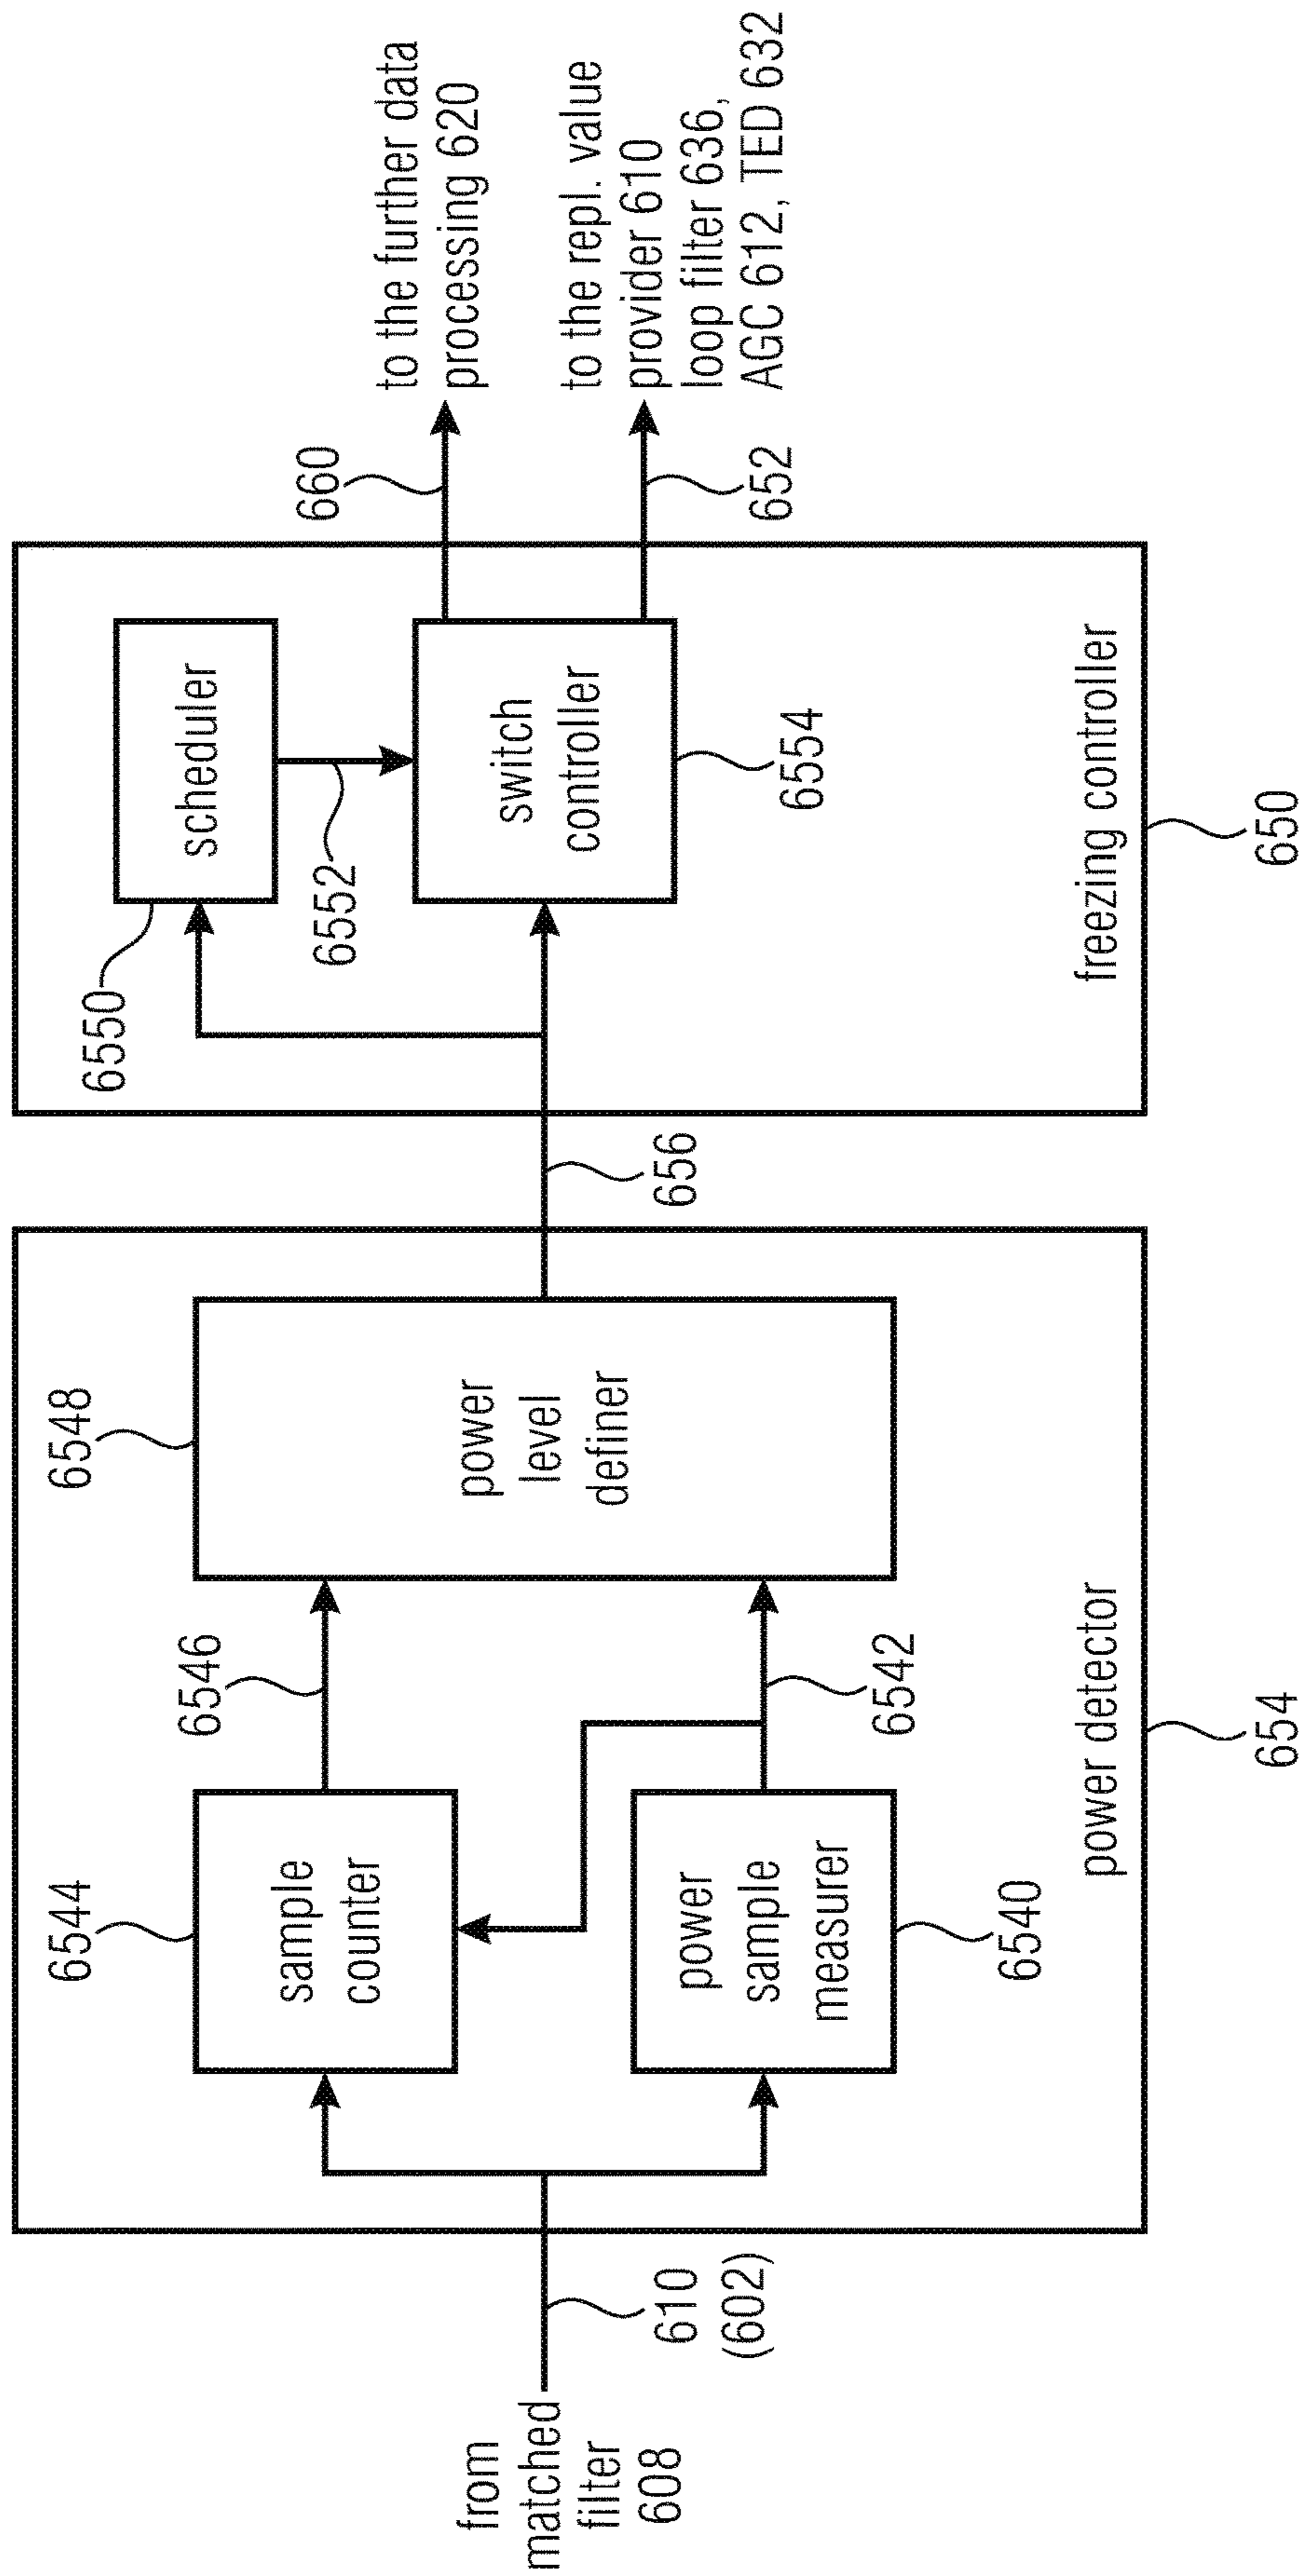 from
matched
filter
608
610
(602)
6544
sample
counter
power
sample
measurer
6540
6546
6542
6548
power
level
definer
power detector
654
656
6550
scheduler
6552
switch
controller
6554
freezing controller
650
660
652
to the further data
processing 620
to the repl. value
provider 610
loop filter 636,
AGC 612, TED 632